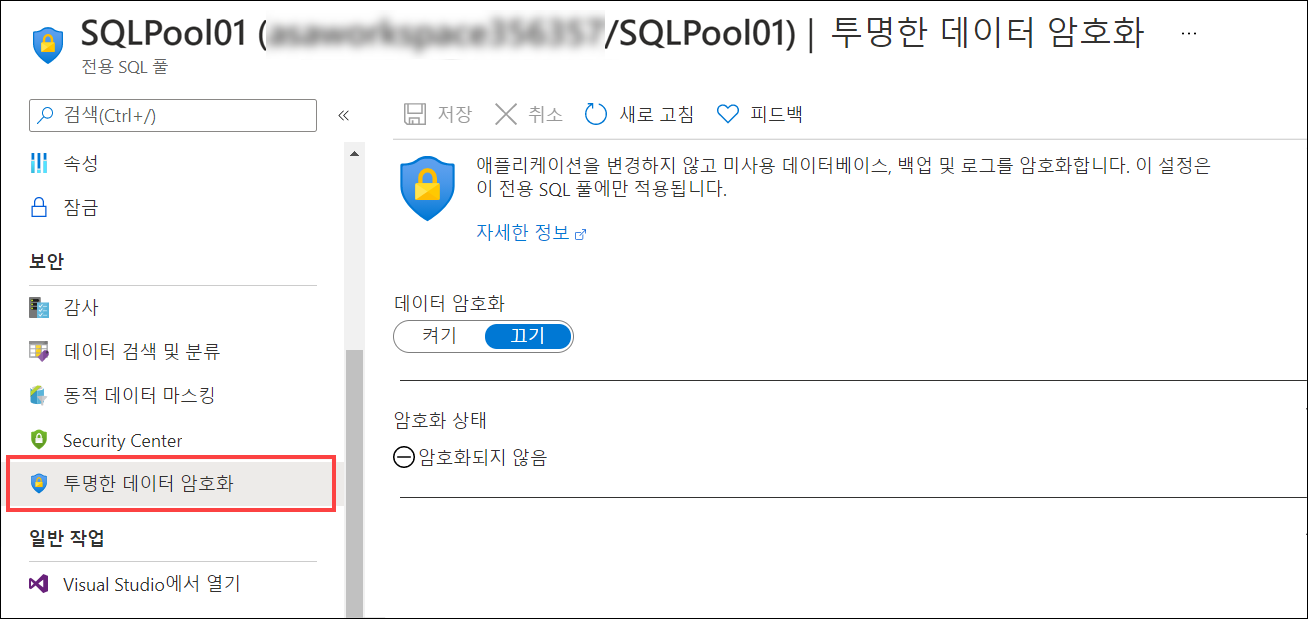 SQLPool01 (/SQLPool01) | 투명한 데이터 암호화 ...
전용 SQL 풀
검색(Ctrl+/)
«
저장 취소 새로 고침 피드백
속성
잠금
보안
감사
데이터 검색 및 분류
동적 데이터 마스킹
Security Center
투명한 데이터 암호화
일반 작업
Visual Studio에서 열기
애플리케이션을 변경하지 않고 미사용 데이터베이스, 백업 및 로그를 암호화합니다. 이 설정은
이 전용 SQL 풀에만 적용됩니다.
자세한 정보
데이터 암호화
켜기 끄기
암호화 상태
암호화되지 않음